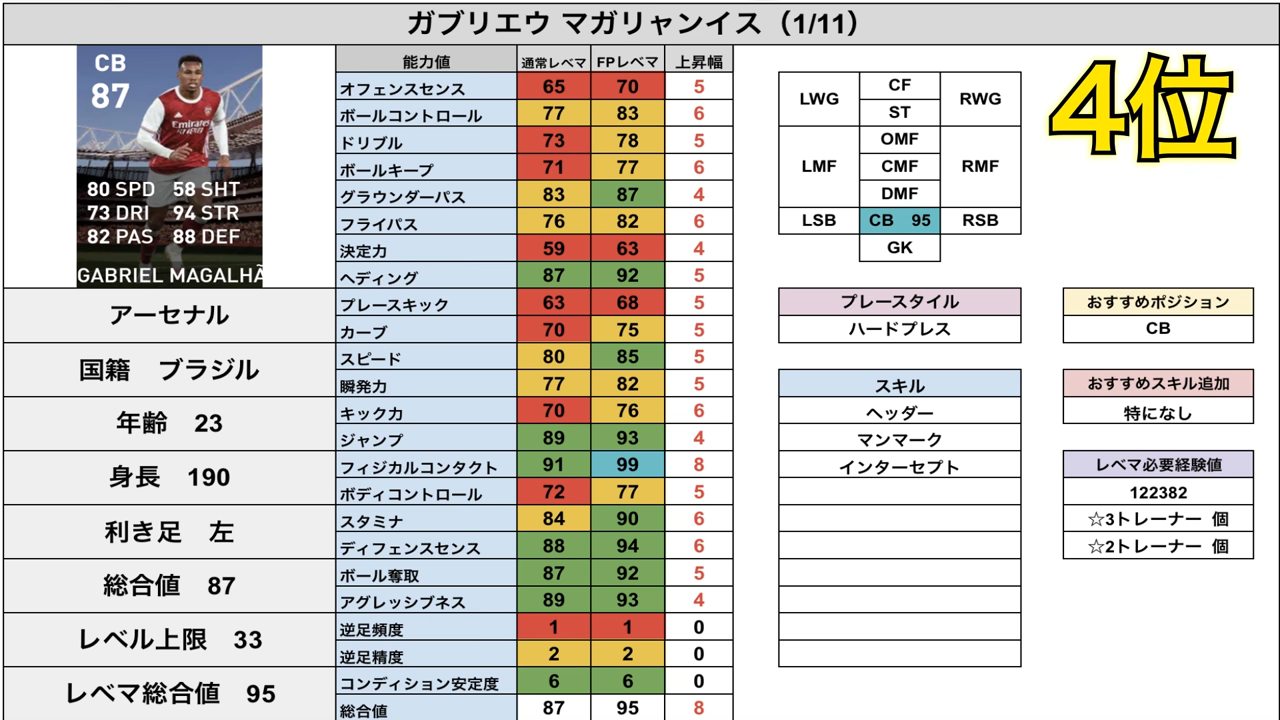 ガブリエウ マガリャンイス（1/11）
4位
CB
87
Emirates
80 SPD 58 SHT
73 DRI 94 STR
82 PAS 88 DEF
GABRIEL MAGALHÃ
アーセナル
国籍 ブラジル
年齢 23
身長 190
利き足 左
総合値 87
レベル上限 33
レベマ総合値 95
能力値 通常レベマ FPレベマ 上昇幅
オフェンスセンス 65 70 5
ボールコントロール 77 83 6
ドリブル 73 78 5
ボールキープ 71 77 6
グラウンダーパス 83 87 4
フライパス 76 82 6
決定力 59 63 4
ヘディング 87 92 5
プレースキック 63 68 5
カーブ 70 75 5
スピード 80 85 5
瞬発力 77 82 5
キック力 70 76 6
ジャンプ 89 93 4
フィジカルコンタクト 91 99 8
ボディコントロール 72 77 5
スタミナ 84 90 6
ディフェンスセンス 88 94 6
ボール奪取 87 92 5
アグレッシブネス 89 93 4
逆足頻度 1 1 0
逆足精度 2 2 0
コンディション安定度 6 6 0
総合値 87 95 8
LWG CF RWG
ST
OMF
LMF CMF RMF
DMF
LSB CB 95 RSB
GK
プレースタイル
ハードプレス
おすすめポジション
CB
スキル
ヘッダー
マンマーク
インターセプト
おすすめスキル追加
特になし
レベマ必要経験値
122382
☆3トレーナー 個
☆2トレーナー 個